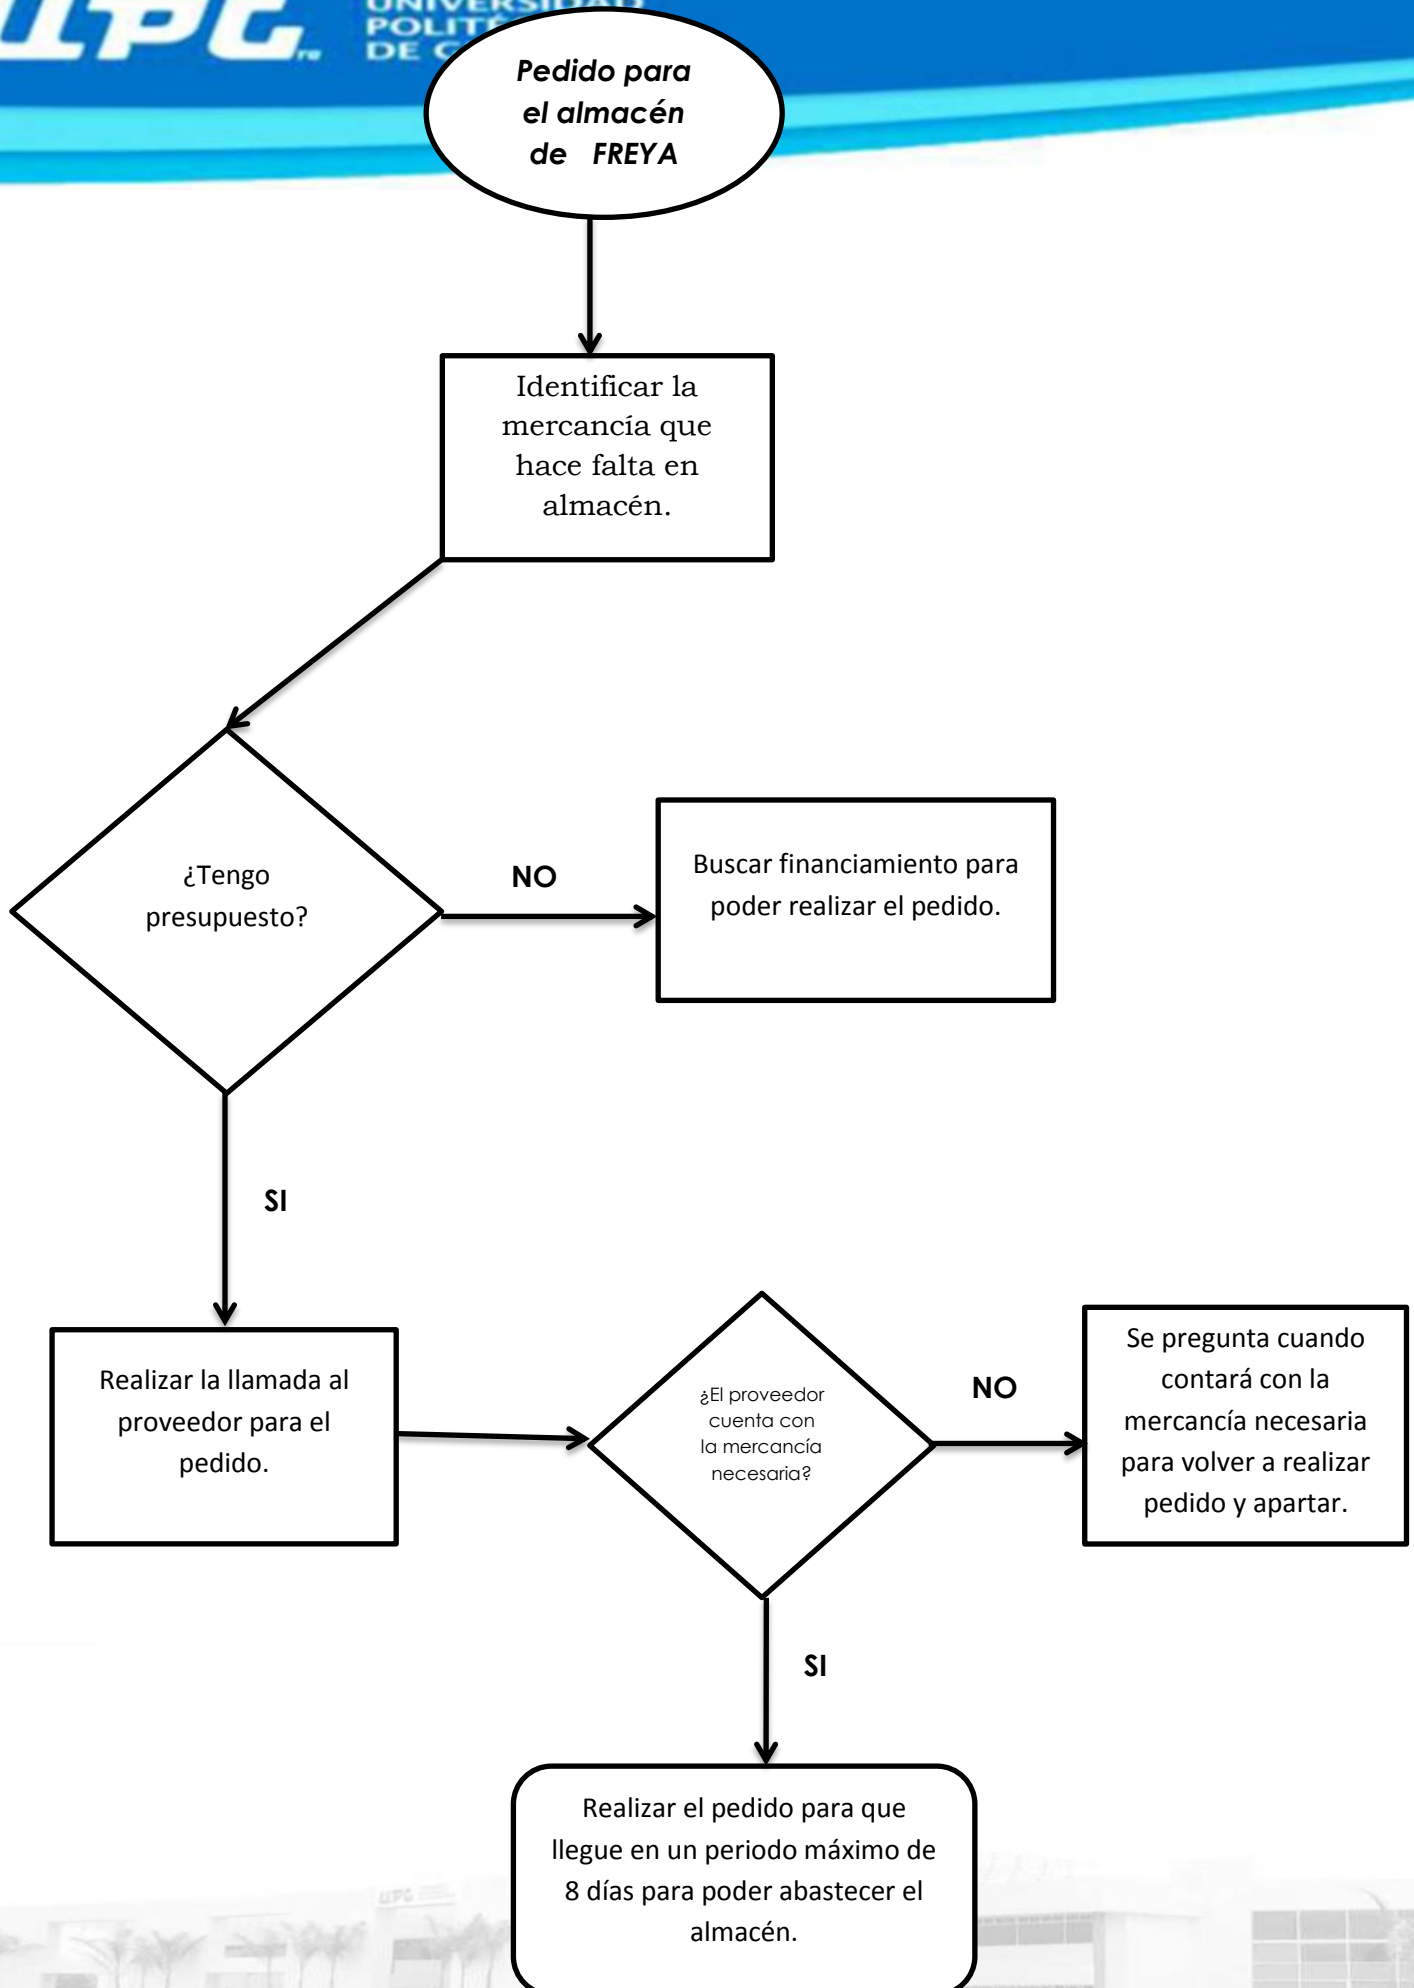 UPG
UNIVERSIDAD
DE
Pedido para
el almacén
de FREYA
Identificar la
mercancía que
hace falta en
almacén.
¿Tengo
presupuesto?
NO
Buscar financiamiento para
poder realizar el pedido.
SI
Realizar la llamada al
proveedor para el
pedido.
¿El proveedor
cuenta con
la mercancía
necesaria?
NO
Se pregunta cuando
contará con la
mercancía necesaria
para volver a realizar
pedido y apartar.
SI
Realizar el pedido para que
llegue en un periodo máximo de
8 días para poder abastecer el
almacén.
UPG